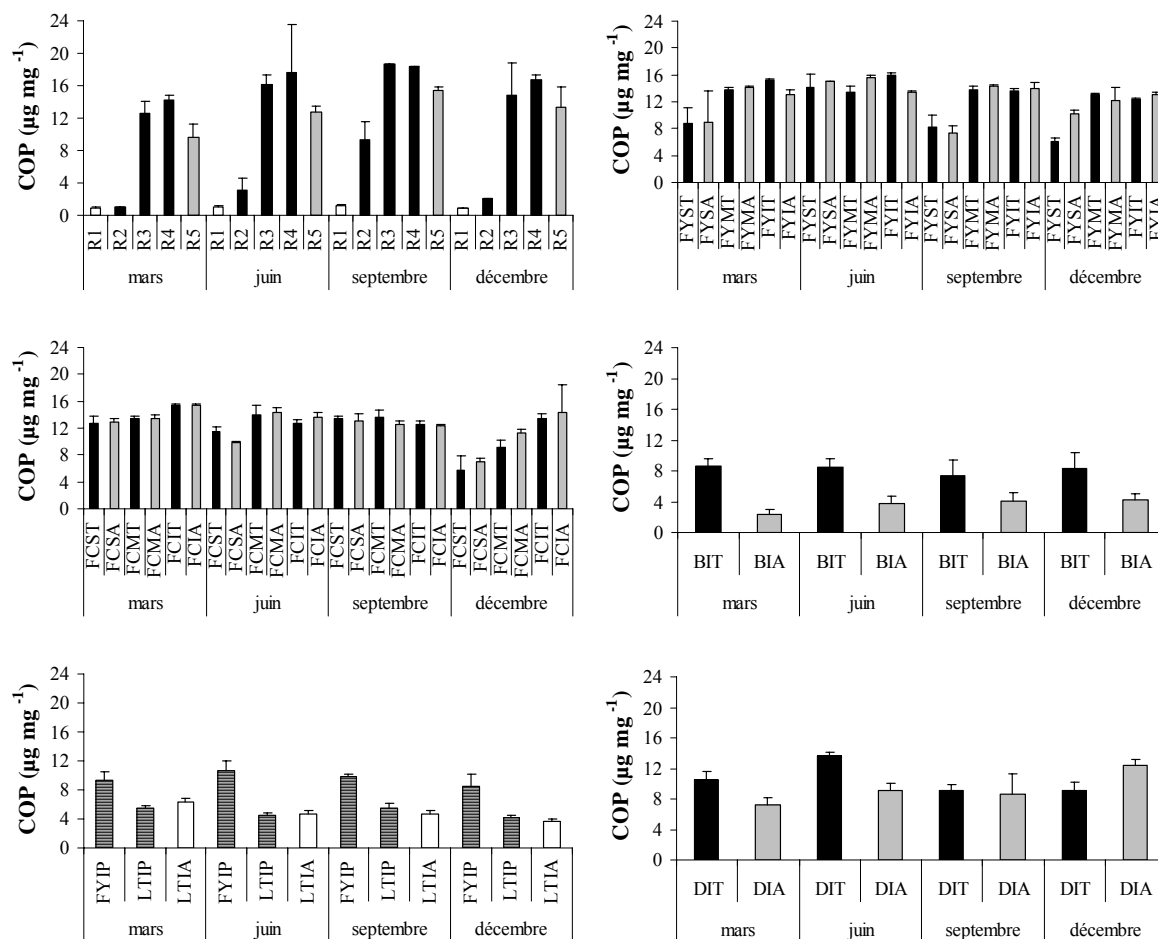 COP (µg mg -1)
24
20
16
12
8
4
0
R1 R2 R3 R4 R5 R1 R2 R3 R4 R5 R1 R2 R3 R4 R5 R1 R2 R3 R4 R5
mars juin septembre décembre
COP (µg mg -1)
24
20
16
12
8
4
0
FYST FYSA FYMT FYMA FYIT FYIA FYST FYSA FYMT FYMA FYIT FYIA FYST FYSA FYMT FYMA FYIT FYIA FYST FYSA FYMT FYMA FYIT FYIA
mars juin septembre décembre
COP (µg mg -1)
24
20
16
12
8
4
0
FCST FCSA FCMT FCMA FCIT FCIA FCST FCSA FCMT FCMA FCIT FCIA FCST FCSA FCMT FCMA FCIT FCIA FCST FCSA FCMT FCMA FCIT FCIA
mars juin septembre décembre
COP (µg mg -1)
24
20
16
12
8
4
0
BIT BIA BIT BIA BIT BIA BIT BIA
mars juin septembre décembre
COP (µg mg -1)
24
20
16
12
8
4
0
FYIP LTIP LTIA FYIP LTIP LTIA FYIP LTIP LTIA FYIP LTIP LTIA
mars juin septembre décembre
COP (µg mg -1)
24
20
16
12
8
4
0
DIT DIA DIT DIA DIT DIA DIT DIA
mars juin septembre décembre